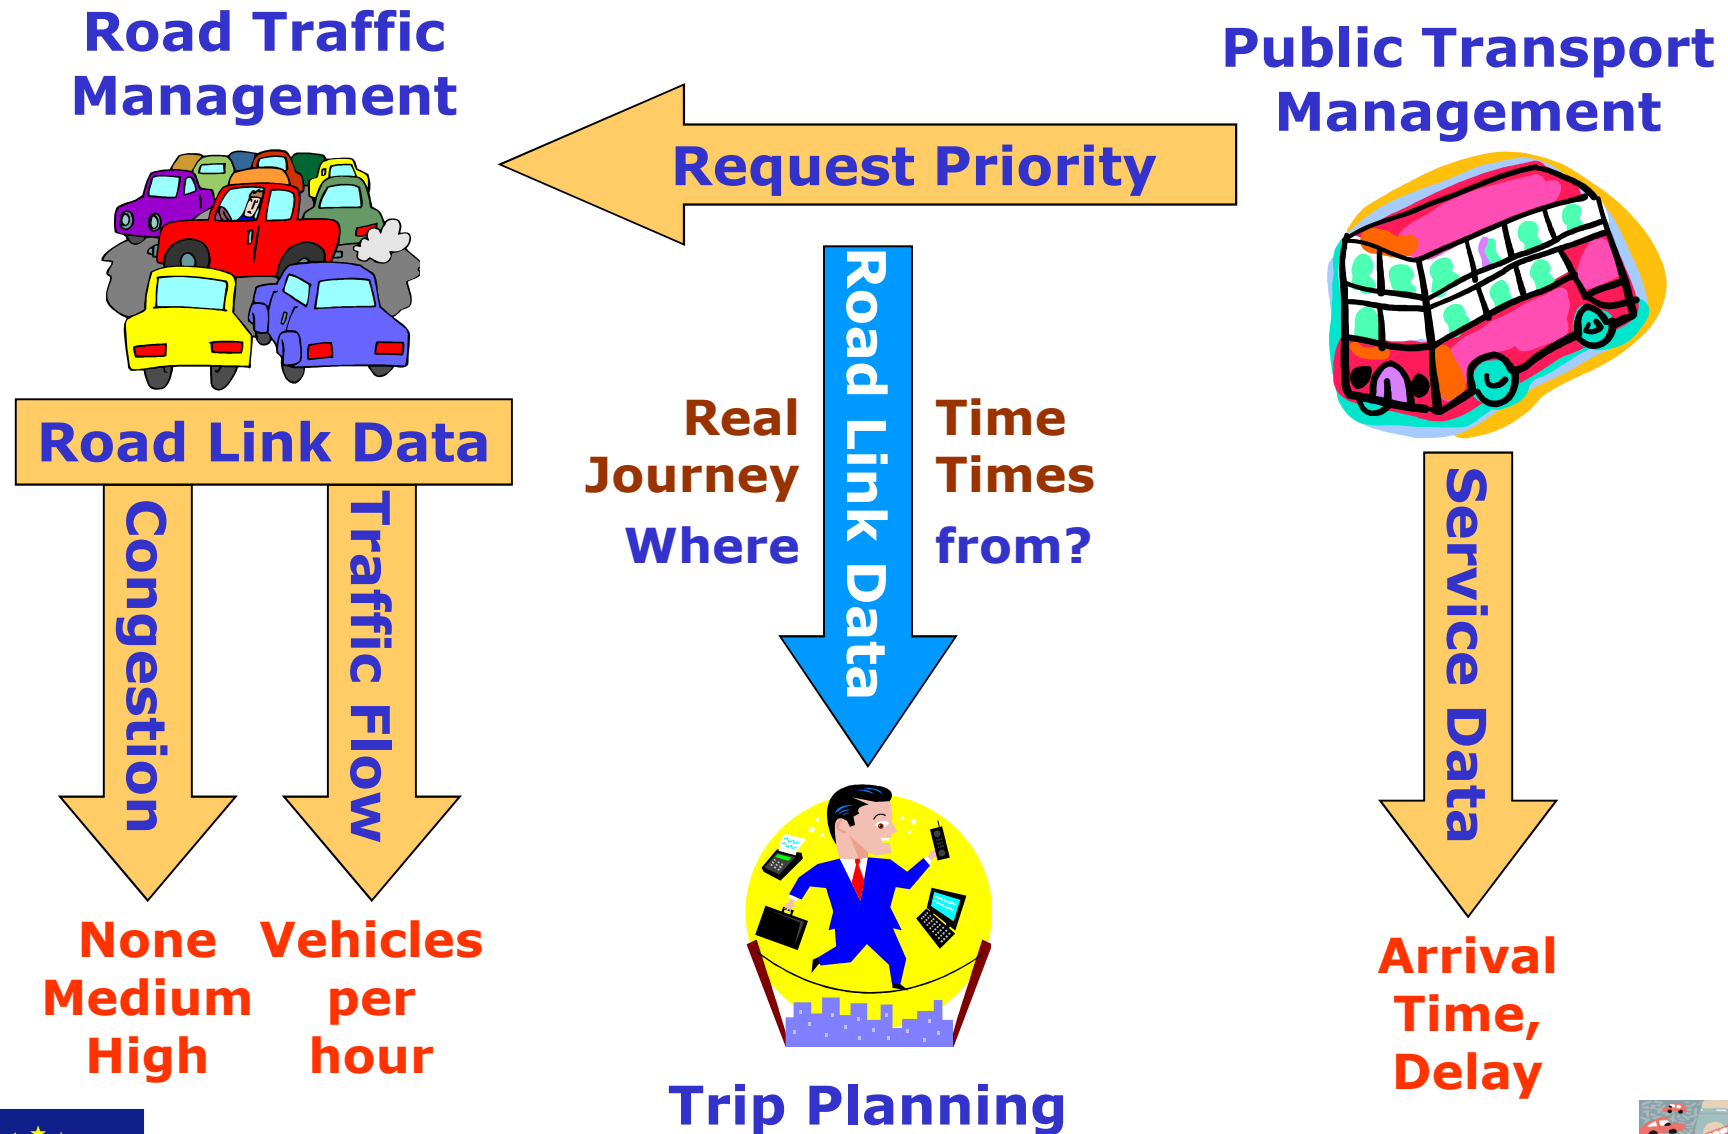 Road Traffic
Management
Public Transport
Management
Request Priority
Road Link Data
Congestion
Traffic Flow
None
Medium
High
Vehicles
per
hour
Road Link Data
Real Time
Journey Times
Where from?
Trip Planning
Service Data
Arrival
Time,
Delay